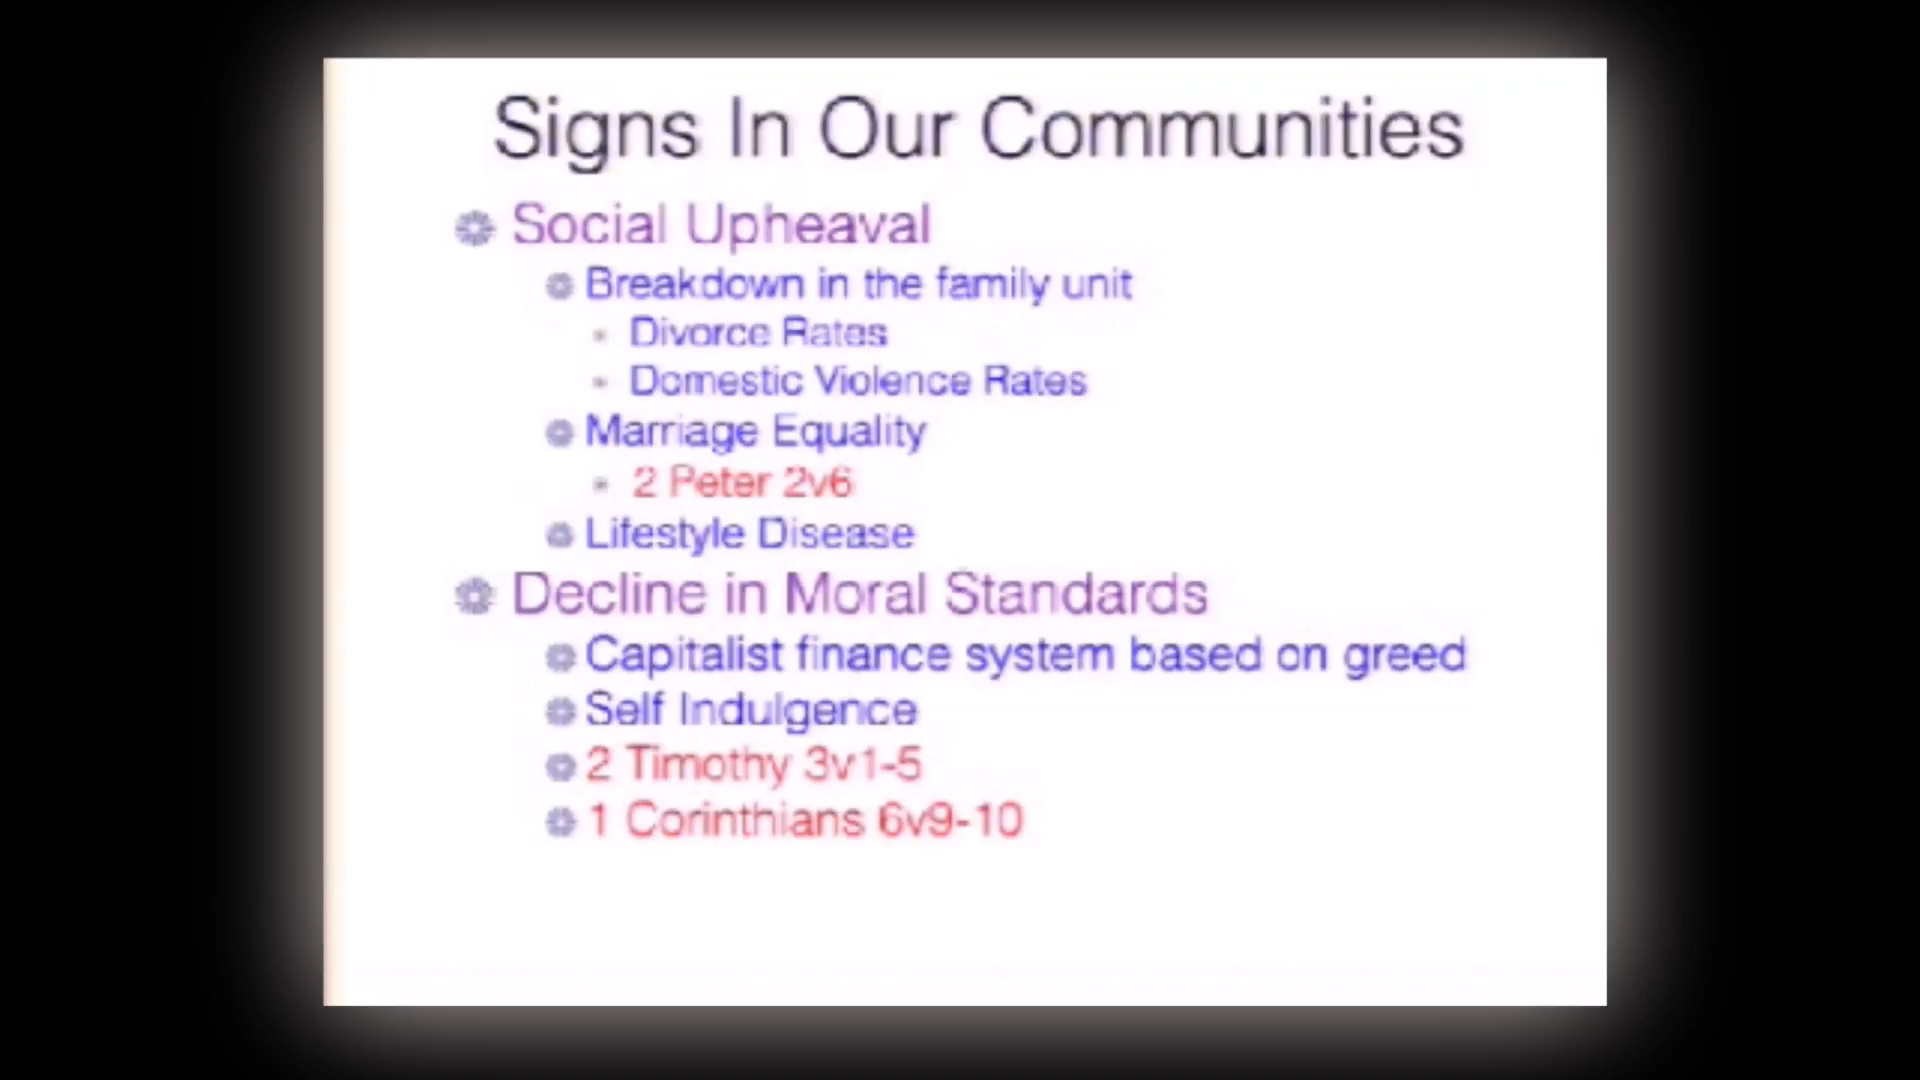 Signs In Our Communities
Social Upheaval
Breakdown in the family unit
Divorce Rates
Domestic Violence Rates
Marriage Equality
2 Peter 2v6
Lifestyle Disease
Decline in Moral Standards
Capitalist finance system based on greed
Self Indulgence
2 Timothy 3v1-5
1 Corinthians 6v9-10